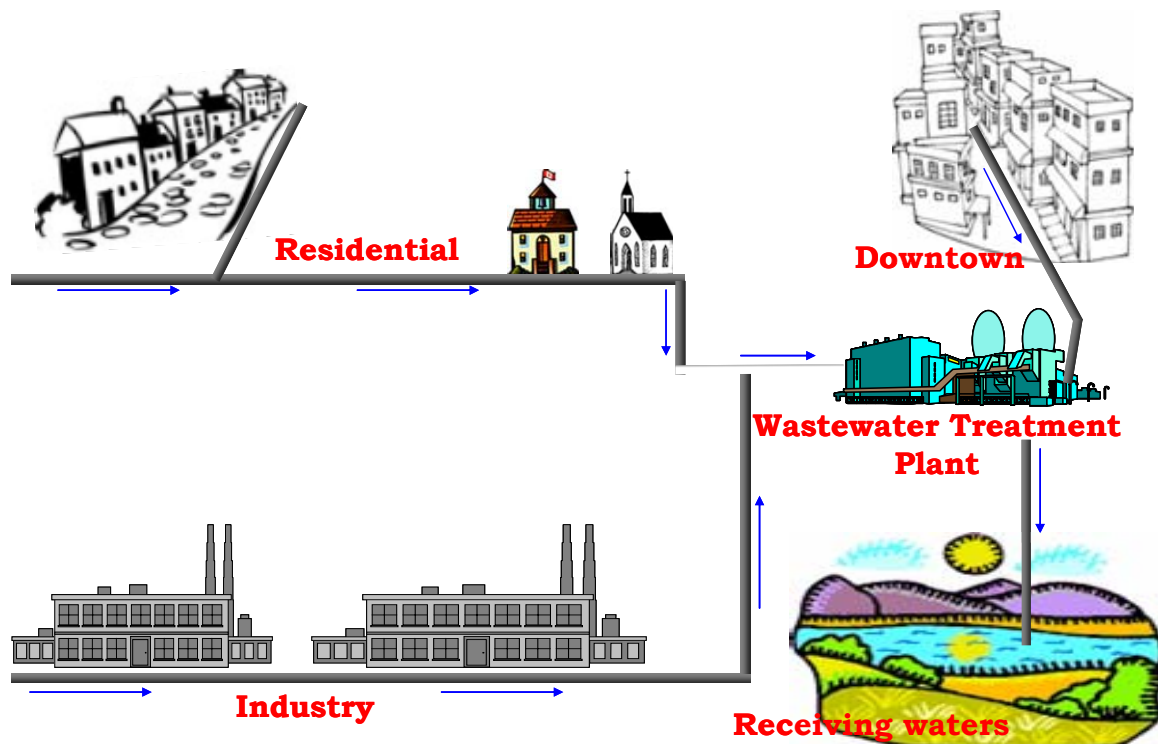 Residential
Downtown
Wastewater Treatment
Plant
Industry
Receiving waters